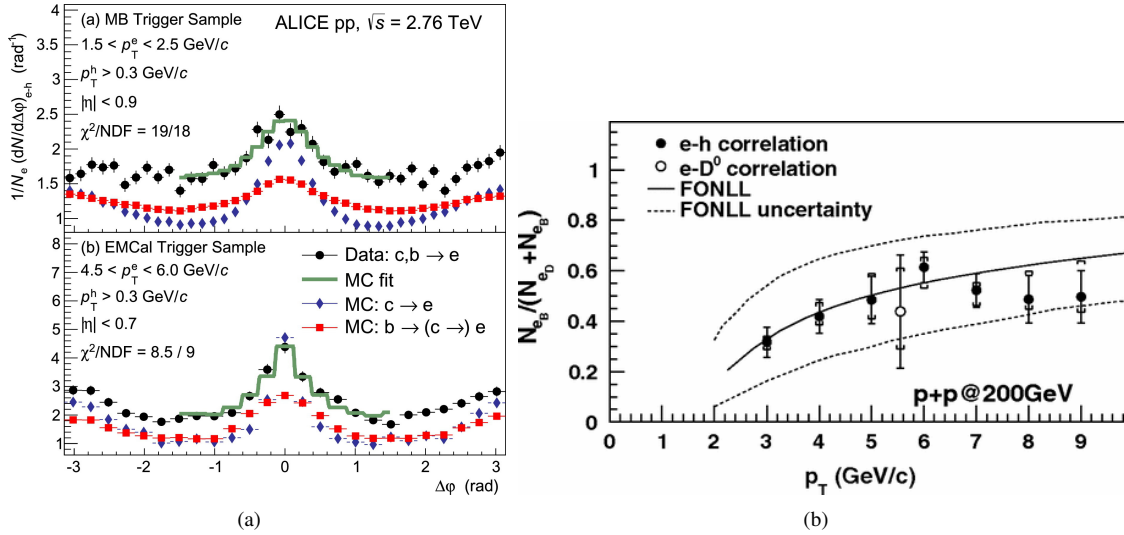 (a) MB Trigger Sample
ALICE pp, √s = 2.76 TeV
1.5 < p_T^e < 2.5 GeV/c
p_T^h > 0.3 GeV/c
|η| < 0.9
χ²/NDF = 19/18
1/N_e (dN/dΔφ)_e-h (rad⁻¹)
4
3.5
3
2.5
2
1.5
1
(b) EMCal Trigger Sample
4.5 < p_T^e < 6.0 GeV/c
p_T^h > 0.3 GeV/c
|η| < 0.7
χ²/NDF = 8.5 / 9
Data: c,b → e
MC fit
MC: c → e
MC: b → (c →) e
8
7
6
5
4
3
2
1
-3 -2 -1 0 1 2 3
Δφ (rad)
(a)
e-h correlation
e-D⁰ correlation
FONLL
FONLL uncertainty
N_eB/(N_eD + N_eB)
1
0.8
0.6
0.4
0.2
0
p+p@200GeV
0 1 2 3 4 5 6 7 8 9
p_T (GeV/c)
(b)